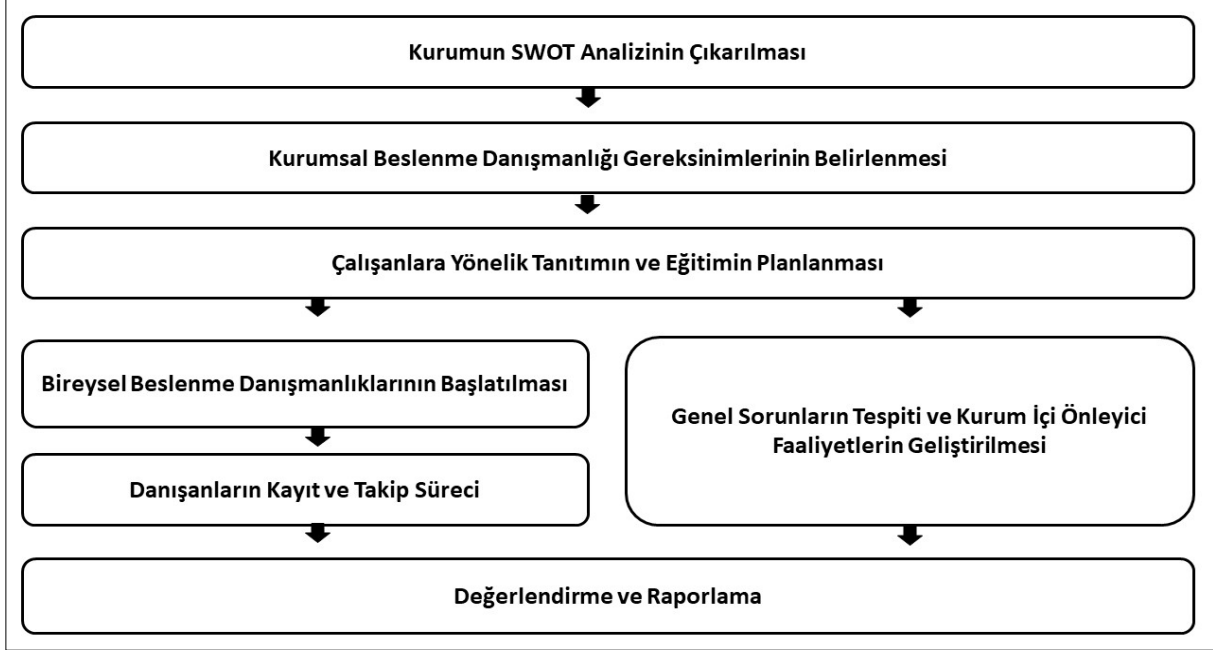 Kurumun SWOT Analizinin Çıkarılması
Kurumsal Beslenme Danışmanlığı Gereksinimlerinin Belirlenmesi
Çalışanlara Yönelik Tanıtımın ve Eğitimin Planlanması
Bireysel Beslenme Danışmanlıklarının Başlatılması
Danışanların Kayıt ve Takip Süreci
Genel Sorunların Tespiti ve Kurum İçi Önleyici
Faaliyetlerin Geliştirilmesi
Değerlendirme ve Raporlama